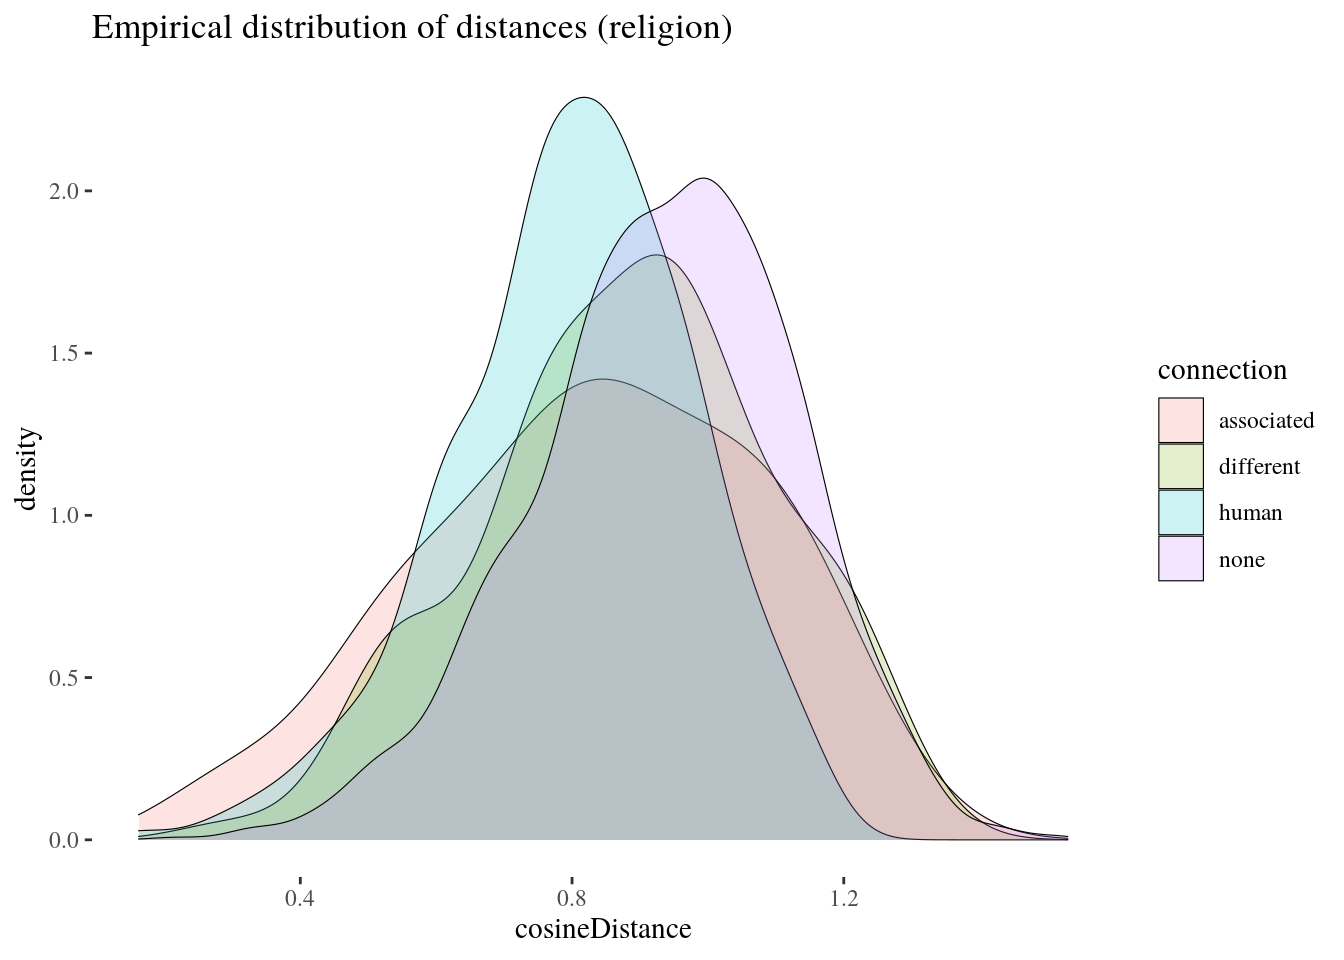 Empirical distribution of distances (religion)
2.0
1.5
1.0
0.5
0.0
density
0.4
0.8
1.2
cosineDistance
connection
associated
different
human
none